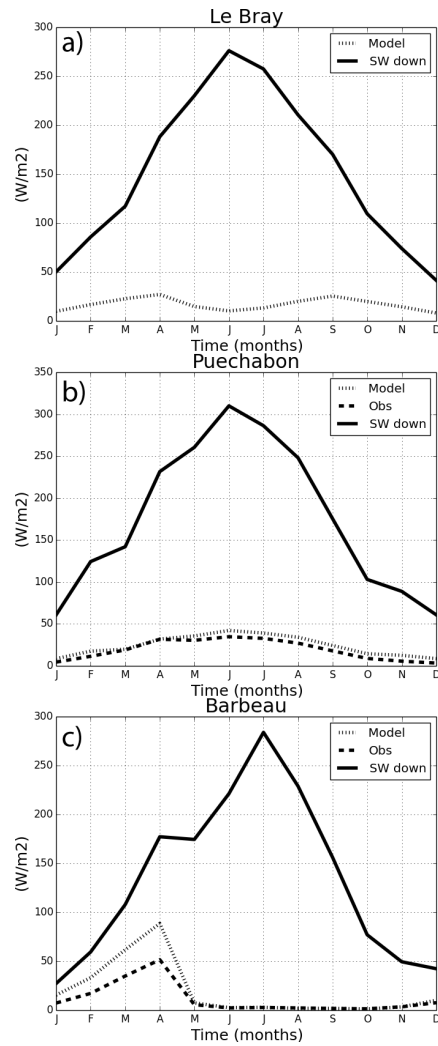 Le Bray
a)
Model
SW down
300
250
200
150
100
50
0
(W/m2)
J F M A M J J A S O N D
Time (months)
Puechabon
b)
Model
Obs
SW down
350
300
250
200
150
100
50
0
(W/m2)
J F M A M J J A S O N D
Time (months)
Barbeau
c)
Model
Obs
SW down
300
250
200
150
100
50
0
(W/m2)
J F M A M J J A S O N D
Time (months)